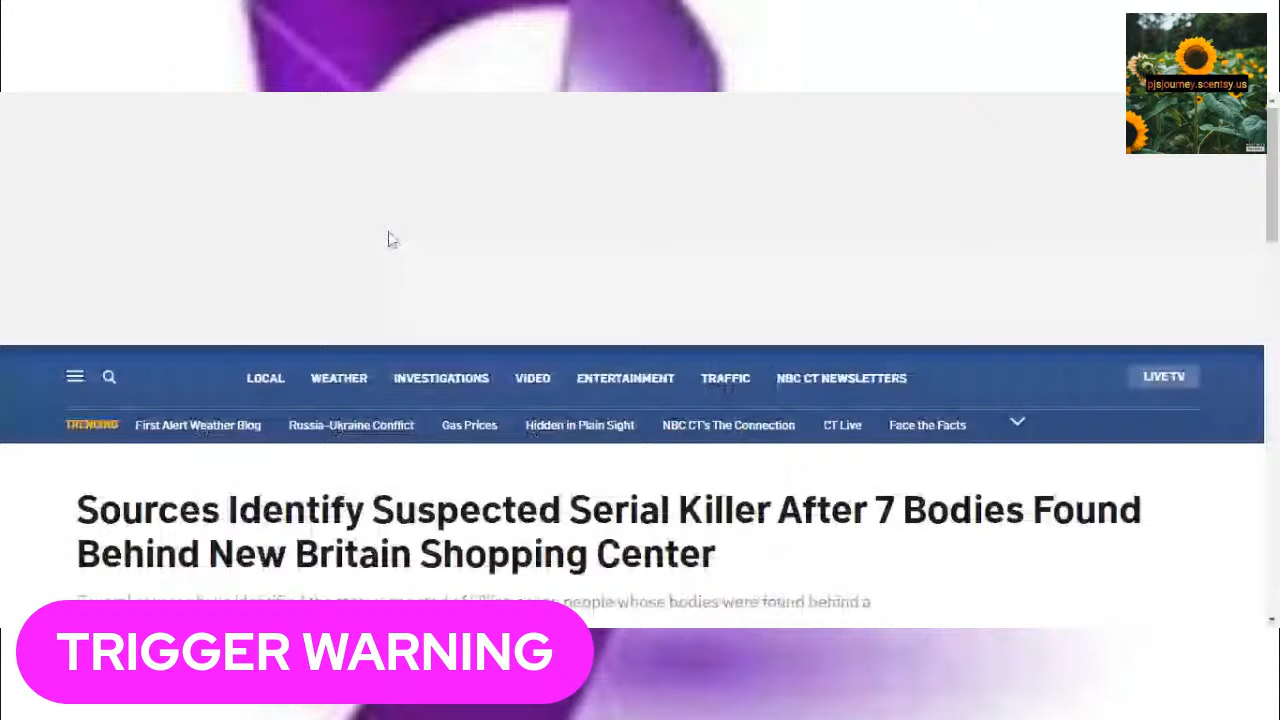 pjsjourney.scentsy.us
LOCAL WEATHER INVESTIGATIONS VIDEO ENTERTAINMENT TRAFFIC NBC CT NEWSLETTERS LIVE TV
TRENDING First Alert Weather Blog Russia-Ukraine Conflict Gas Prices Hidden in Plain Sight NBC CT's The Connection CT Live Face the Facts
Sources Identify Suspected Serial Killer After 7 Bodies Found
Behind New Britain Shopping Center
people whose bodies were found behind a
TRIGGER WARNING